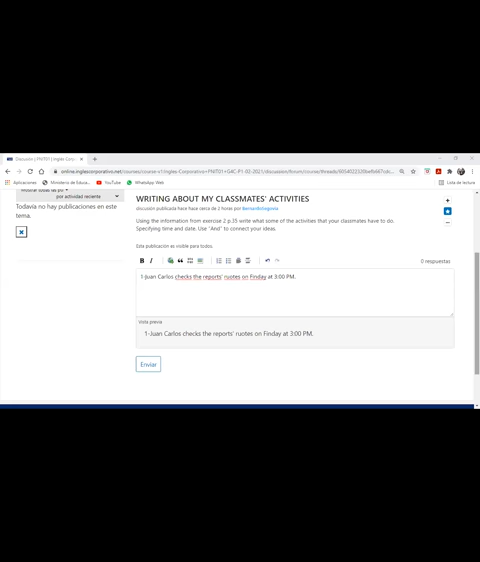 Discusión | PNIT01 | Ingles Corpor
online.inglescorporativo.net/courses/course-v1:Ingles-Corporativo+PNIT01+G4C-P1-02-2021/discussion/forum/course/threads/
Aplicaciones
Ministerio de Educa...
YouTube
WhatsApp Web
Lista de lectura
por actividad reciente
Todavía no hay publicaciones en este
tema.
WRITING ABOUT MY CLASSMATES' ACTIVITIES
discusión publicada hace hace cerca de 2 horas por
Using the information from exercise 2 p.35 write what some of the activities that your classmates have to do.
Specifying time and date. Use "And" to connect your ideas.
Esta publicación es visible para todos.
B I
0 respuestas
1-Juan Carlos checks the reports' ruotes on Finday at 3:00 PM.
Vista previa
1-Juan Carlos checks the reports' ruotes on Finday at 3:00 PM.
Enviar